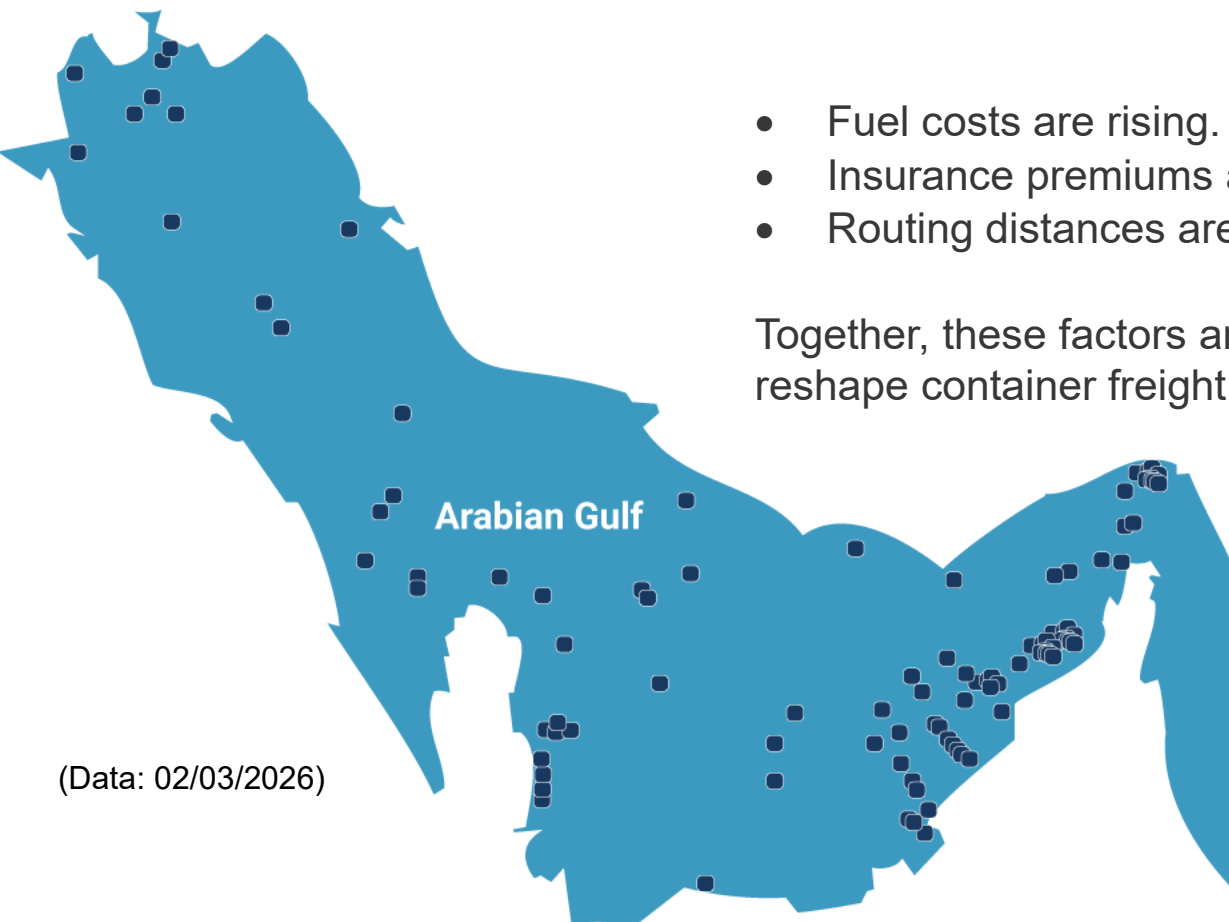 • Fuel costs are rising.
• Insurance premiums
• Routing distances are
Together, these factors
reshape container freight
Arabian Gulf
(Data: 02/03/2026)